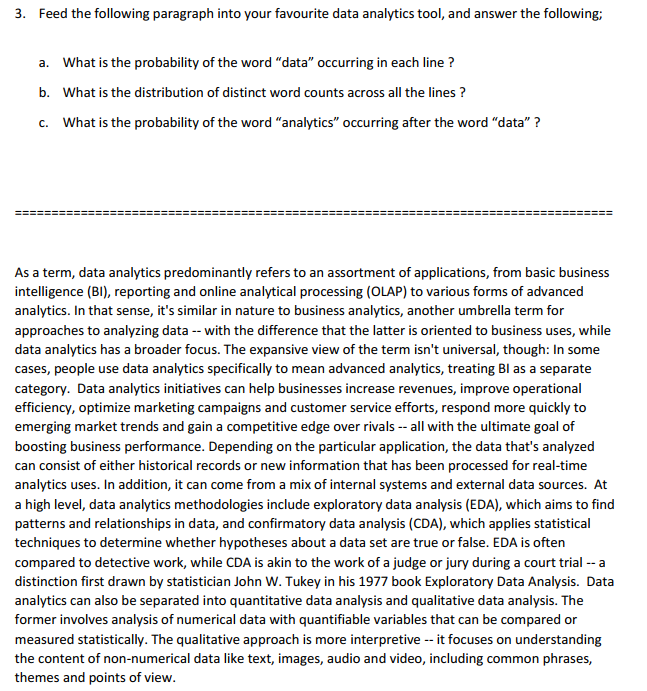 3. Feed the following paragraph into your favourite data analytics tool, and answer the following;
a. What is the probability of the word “data” occurring in each line ?
b. What is the distribution of distinct word counts across all the lines ?
c. What is the probability of the word “analytics” occurring after the word “data” ?
=====================================================================================
As a term, data analytics predominantly refers to an assortment of applications, from basic business
intelligence (BI), reporting and online analytical processing (OLAP) to various forms of advanced
analytics. In that sense, it's similar in nature to business analytics, another umbrella term for
approaches to analyzing data -- with the difference that the latter is oriented to business uses, while
data analytics has a broader focus. The expansive view of the term isn't universal, though: In some
cases, people use data analytics specifically to mean advanced analytics, treating BI as a separate
category.  Data analytics initiatives can help businesses increase revenues, improve operational
efficiency, optimize marketing campaigns and customer service efforts, respond more quickly to
emerging market trends and gain a competitive edge over rivals -- all with the ultimate goal of
boosting business performance. Depending on the particular application, the data that's analyzed
can consist of either historical records or new information that has been processed for real-time
analytics uses. In addition, it can come from a mix of internal systems and external data sources.  At
a high level, data analytics methodologies include exploratory data analysis (EDA), which aims to find
patterns and relationships in data, and confirmatory data analysis (CDA), which applies statistical
techniques to determine whether hypotheses about a data set are true or false. EDA is often
compared to detective work, while CDA is akin to the work of a judge or jury during a court trial -- a
distinction first drawn by statistician John W. Tukey in his 1977 book Exploratory Data Analysis.  Data
analytics can also be separated into quantitative data analysis and qualitative data analysis. The
former involves analysis of numerical data with quantifiable variables that can be compared or
measured statistically. The qualitative approach is more interpretive -- it focuses on understanding
the content of non-numerical data like text, images, audio and video, including common phrases,
themes and points of view.